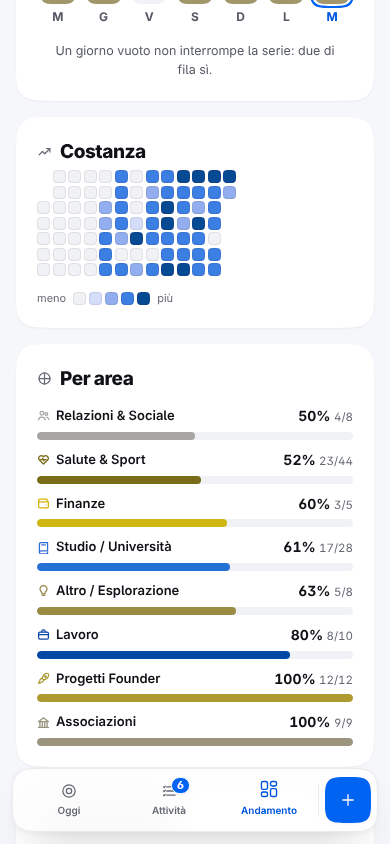 M G V S D L M
Un giorno vuoto non interrompe la serie: due di
fila sì.
Costanza
meno più
Per area
Relazioni & Sociale 50% 4/8
Salute & Sport 52% 23/44
Finanze 60% 3/5
Studio / Università 61% 17/28
Altro / Esplorazione 63% 5/8
Lavoro 80% 8/10
Progetti Founder 100% 12/12
Associazioni 100% 9/9
6
Oggi Attività Andamento